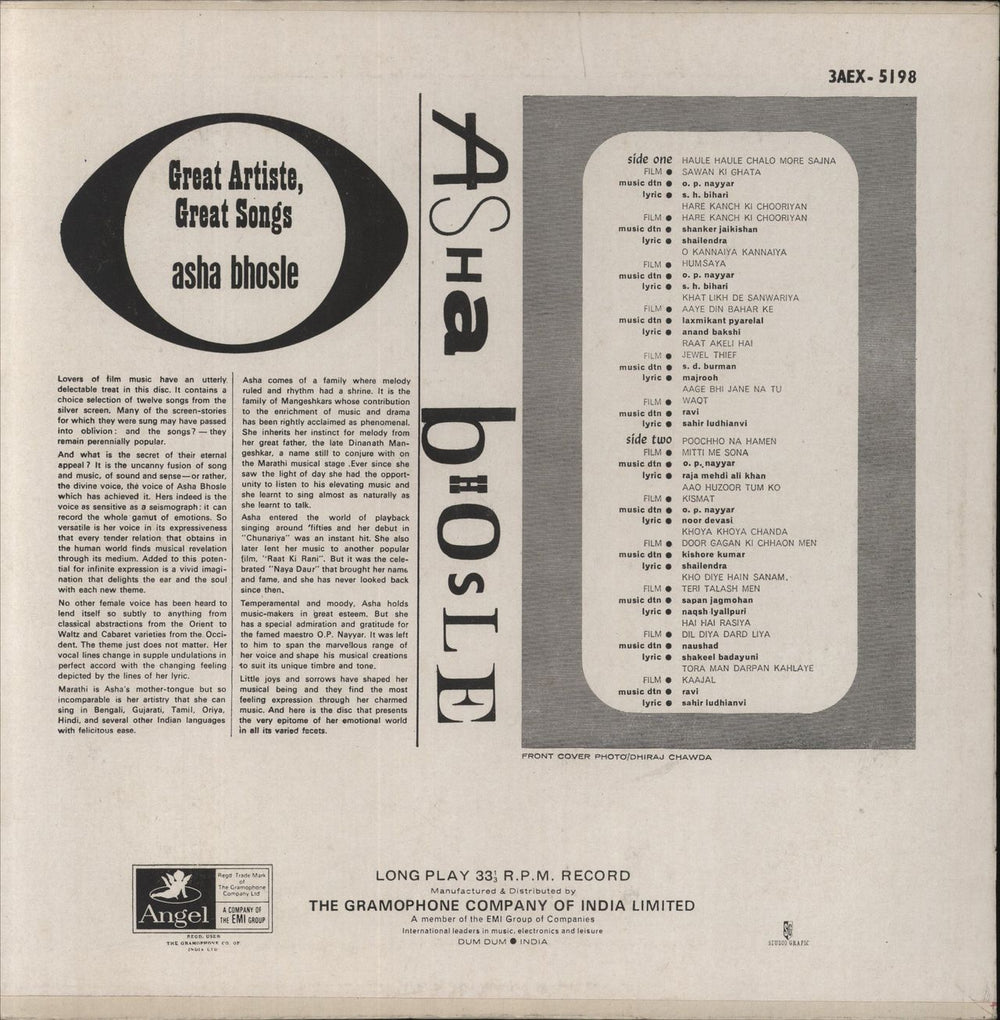 3AEX-5198
Great Artiste,
Great Songs
asha bhosle
Lovers of film music have an utterly
delectable treat in this disc. It contains a
choice selection of twelve songs from the
silver screen. Many of the screen-stories
for which they were sung may have passed
into oblivion: and the songs? — they
remain perennially popular.
And what is the secret of their eternal
appeal? It is the uncanny fusion of song
and music, of sound and sense—or rather,
the divine voice, the voice of Asha Bhosle
which has achieved it. Hers indeed is the
voice as sensitive as a seismograph: it can
record the whole gamut of emotions. So
versatile is her voice in its expressiveness
that every tender relation that obtains in
the human world finds musical revelation
through its medium. Added to this poten-
tial for infinite expression is a vivid imagi-
nation that delights the ear and the soul
with each new theme.
No other female voice has been heard to
lend itself so subtly to anything from
classical abstractions from the Orient to
Waltz and Cabaret varieties from the Occi-
dent. The theme just does not matter. Her
vocal lines change in supple undulations in
perfect accord with the changing feeling
depicted by the lines of her lyric.
Marathi is Asha's mother-tongue but so
incomparable is her artistry that she can
sing in Bengali, Gujarati, Tamil, Oriya,
Hindi, and several other Indian languages
with felicitous ease.
Asha comes of a family where melody
ruled and rhythm had a shrine. It is the
family of Mangeshkars whose contribution
to the enrichment of music and drama
has been rightly acclaimed as phenomenal.
She inherits her instinct for melody from
her great father, the late Dinanath Man-
geshkar, a name still to conjure with on
the Marathi musical stage .Ever since she
saw the light of day she had the opport-
unity to listen to his elevating music and
she learnt to sing almost as naturally as
she learnt to talk.
Asha entered the world of playback
singing around 'fifties and her debut in
"Chunariya" was an instant hit. She also
later lent her music to another popular
film, "Raat Ki Rani". But it was the cele-
brated "Naya Daur" that brought her name
and fame, and she has never looked back
since then.
Temperamental and moody, Asha holds
music-makers in great esteem. But she
has a special admiration and gratitude for
the famed maestro O.P. Nayyar. It was left
to him to span the marvellous range of
her voice and shape his musical creations
to suit its unique timbre and tone.
Little joys and sorrows have shaped her
musical being and they find the most
feeling expression through her charmed
music. And here is the disc that presents
the very epitome of her emotional world
in all its varied facets.
Asha bHOsLE
side one HAULE HAULE CHALO MORE SAJNA
FILM ● SAWAN KI GHATA
music dtn ● o. p. nayyar
lyric ● s. h. bihari
HARE KANCH KI CHOORIYAN
FILM ● HARE KANCH KI CHOORIYAN
music dtn ● shanker jaikishan
lyric ● shailendra
O KANNAIYA KANNAIYA
FILM ● HUMSAYA
music dtn ● o. p. nayyar
lyric ● s. h. bihari
KHAT LIKH DE SANWARIYA
FILM ● AAYE DIN BAHAR KE
music dtn ● laxmikant pyarelal
lyric ● anand bakshi
RAAT AKELI HAI
FILM ● JEWEL THIEF
music dtn ● s. d. burman
lyric ● majrooh
AAGE BHI JANE NA TU
FILM ● WAQT
music dtn ● ravi
lyric ● sahir ludhianvi
side two POOCHHO NA HAMEN
FILM ● MITTI ME SONA
music dtn ● o. p. nayyar
lyric ● raja mehdi ali khan
AAO HUZOOR TUM KO
FILM ● KISMAT
music dtn ● o. p. nayyar
lyric ● noor devasi
KHOYA KHOYA CHANDA
FILM ● DOOR GAGAN KI CHHAON MEN
music dtn ● kishore kumar
lyric ● shailendra
KHO DIYE HAIN SANAM.
FILM ● TERI TALASH MEN
music dtn ● sapan jagmohan
lyric ● naqsh lyallpuri
HAI HAI RASIYA
FILM ● DIL DIYA DARD LIYA
music dtn ● naushad
lyric ● shakeel badayuni
TORA MAN DARPAN KAHLAYE
FILM ● KAAJAL
music dtn ● ravi
lyric ● sahir ludhianvi
FRONT COVER PHOTO/DHIRAJ CHAWDA
Angel
Regd Trade Mark
of
The Gramophone
Company Ltd
A COMPANY OF
THE EMI GROUP
REGD. USER
THE GRAMOPHONE CO. OF
INDIA LTD
LONG PLAY 33⅓ R.P.M. RECORD
Manufactured & Distributed by
THE GRAMOPHONE COMPANY OF INDIA LIMITED
A member of the EMI Group of Companies
International leaders in music, electronics and leisure
DUM DUM ● INDIA
STUDIO GRAFIC